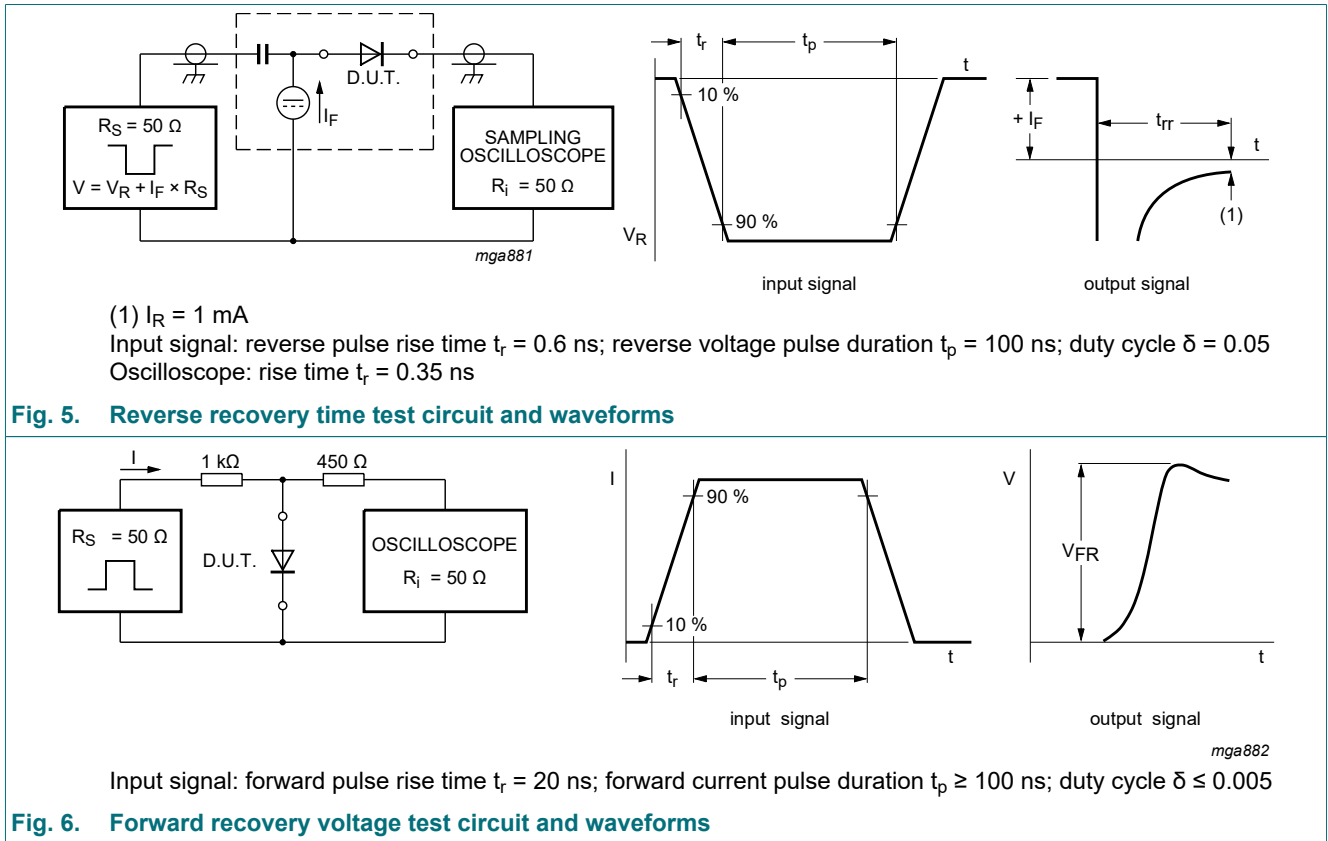 D.U.T.
I_F
R_S = 50 Ω
V = V_R + I_F × R_S
SAMPLING
OSCILLOSCOPE
R_i = 50 Ω
mga881
t_r
t_p
t
10 %
90 %
V_R
input signal
+ I_F
t_rr
t
(1)
output signal
(1) I_R = 1 mA
Input signal: reverse pulse rise time t_r = 0.6 ns; reverse voltage pulse duration t_p = 100 ns; duty cycle δ = 0.05
Oscilloscope: rise time t_r = 0.35 ns
Fig. 5. Reverse recovery time test circuit and waveforms
I
1 kΩ
450 Ω
R_S = 50 Ω
D.U.T.
OSCILLOSCOPE
R_i = 50 Ω
I
90 %
10 %
t
t_r
t_p
input signal
V
V_FR
t
output signal
mga882
Input signal: forward pulse rise time t_r = 20 ns; forward current pulse duration t_p ≥ 100 ns; duty cycle δ ≤ 0.005
Fig. 6. Forward recovery voltage test circuit and waveforms